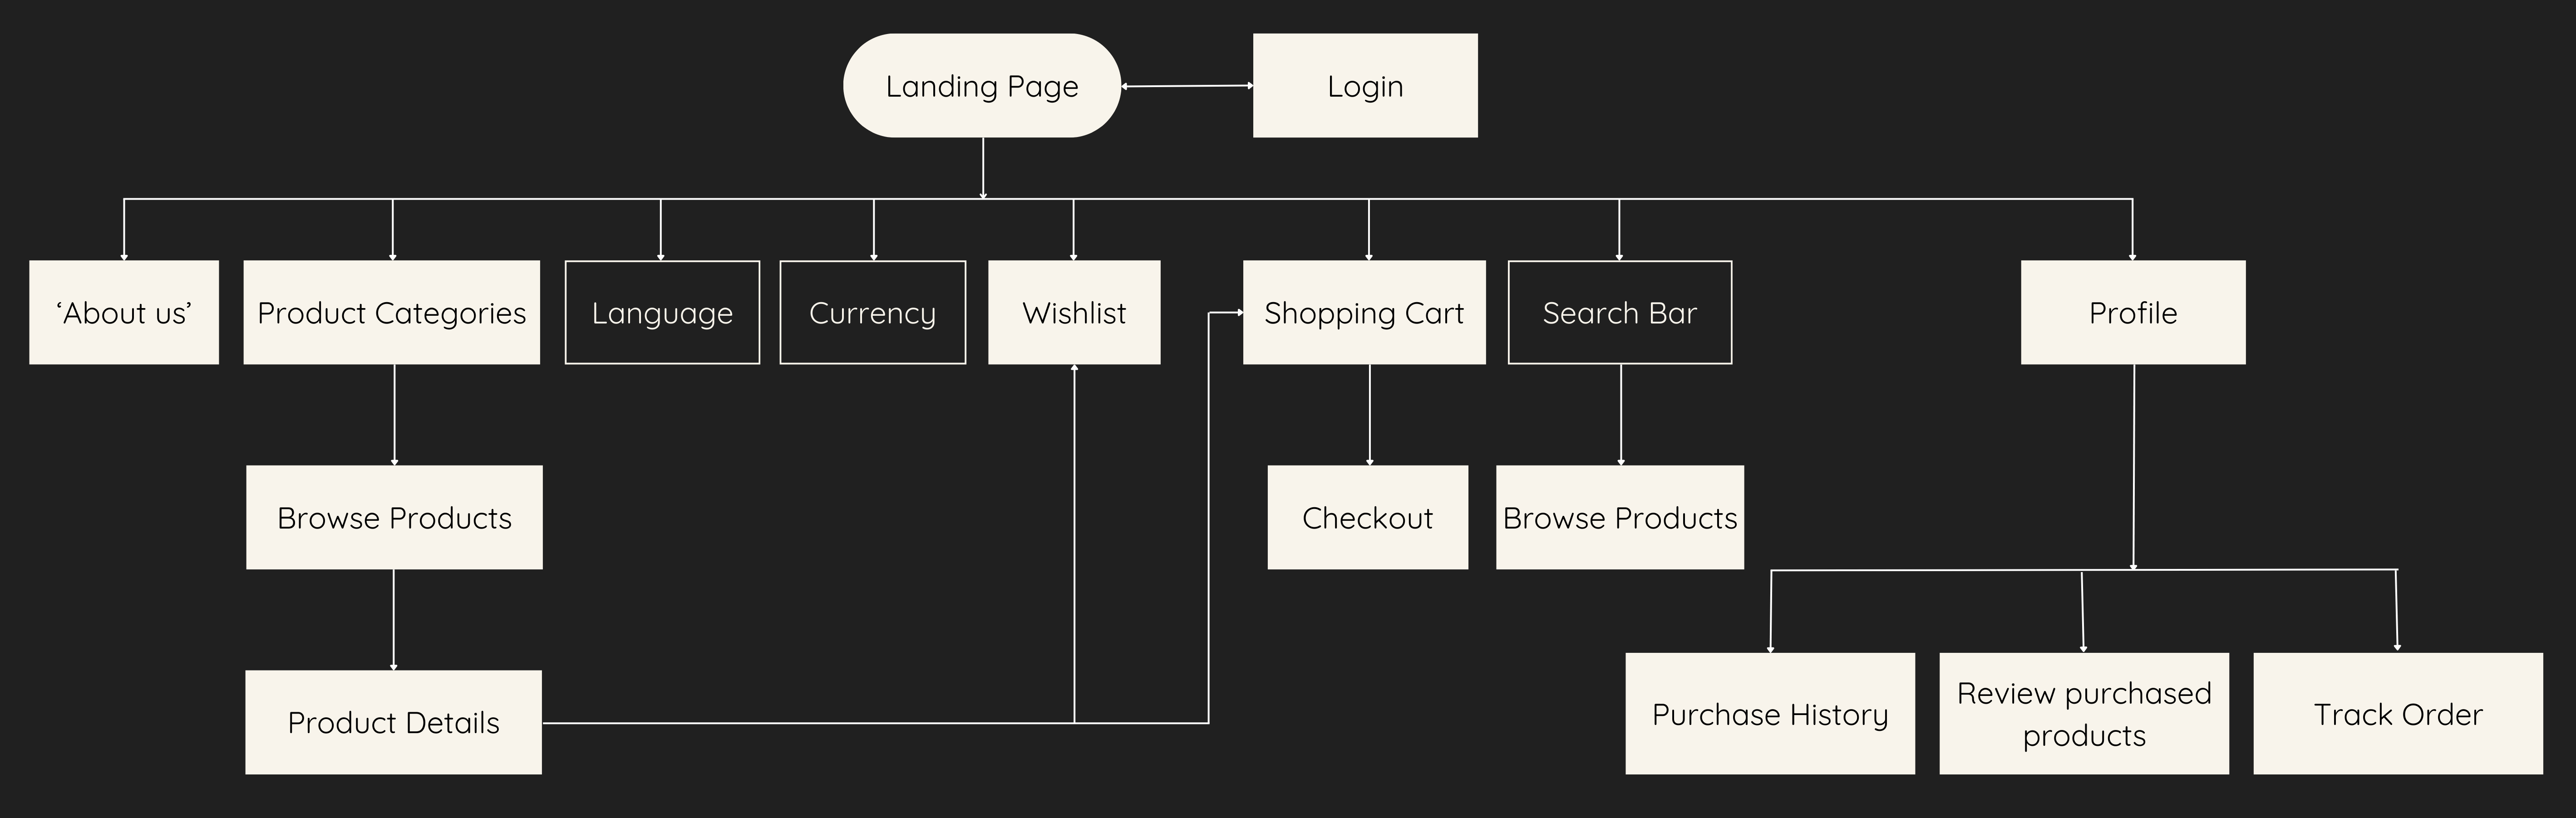 Landing Page
Login
‘About us’
Product Categories
Language
Currency
Wishlist
Shopping Cart
Search Bar
Profile
Browse Products
Checkout
Browse Products
Product Details
Purchase History
Review purchased
products
Track Order